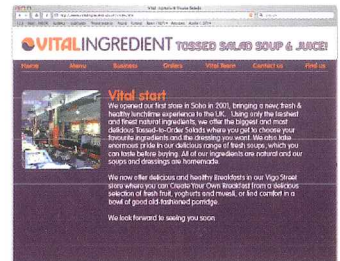 VITALINGREDIENT TOSSED SALAD SOUP & JUICE!
Home Menu Business Orders Vital Team Contact us Find us
Vital start
We opened our first store in Soho in 2001, bringing a new, fresh &
healthy lunchtime experience to the UK. Using only the freshest
and finest natural ingredients, we offer the biggest and most
delicious Tossed-to-Order Salads where you get to choose your
favourite ingredients and the dressing you want. We also take
enormous pride in our delicious range of fresh soups, which you
can taste before buying. All of our ingredients are natural and our
soups and dressings are homemade.
We now offer delicious and healthy Breakfasts in our Vigo Street
store where you can Create Your Own Breakfast from a delicious
selection of fresh fruit, yoghurts and muesli, or find comfort in a
bowl of good old-fashioned porridge.
We look forward to seeing you soon